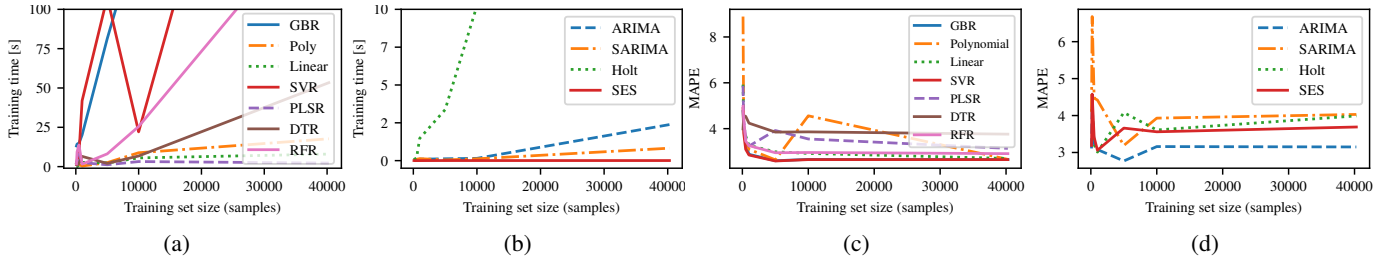 Training time [s]
100
75
50
25
0
0
10000
20000
30000
40000
Training set size (samples)
GBR
Poly
Linear
SVR
PLSR
DTR
RFR
(a)
Training time [s]
10
7
5
2
0
0
10000
20000
30000
40000
Training set size (samples)
ARIMA
SARIMA
Holt
SES
(b)
MAPE
8
6
4
0
10000
20000
30000
40000
Training set size (samples)
GBR
Polynomial
Linear
SVR
PLSR
DTR
RFR
(c)
MAPE
6
5
4
3
0
10000
20000
30000
40000
Training set size (samples)
ARIMA
SARIMA
Holt
SES
(d)